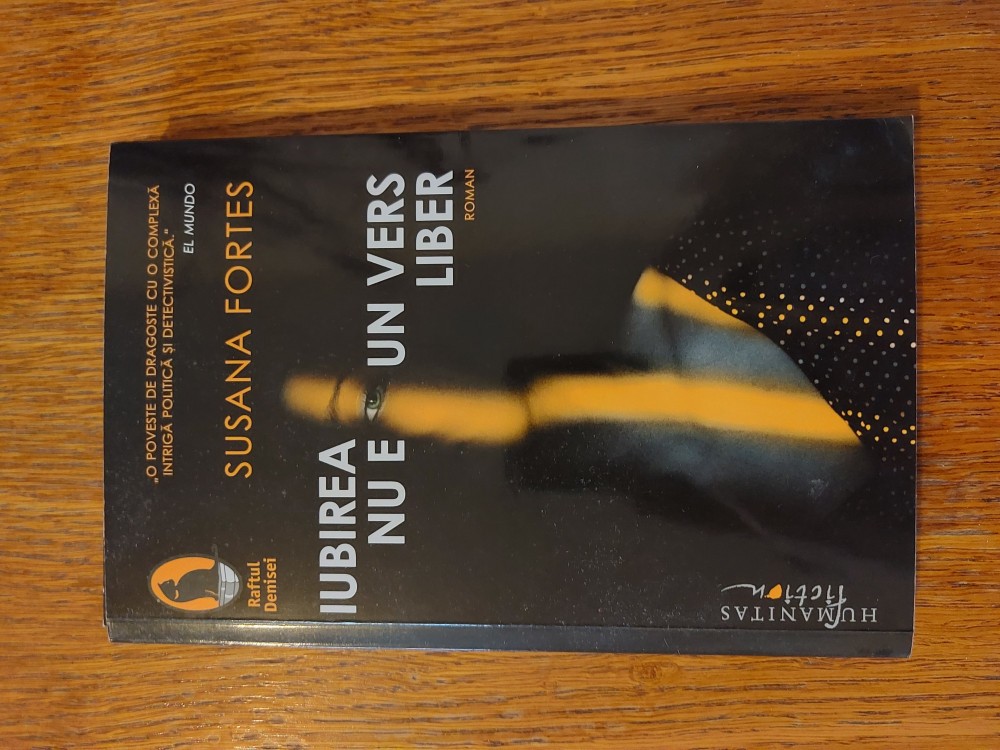 „O POVESTE DE DRAGOSTE CU O COMPLEXĂ
INTRIGĂ POLITICĂ ȘI DETECTIVISTICĂ.“
EL MUNDO
SUSANA FORTES
Raftul
Denisei
IUBIREA
NU E UN VERS
LIBER
ROMAN
HUMANITAS
fiction